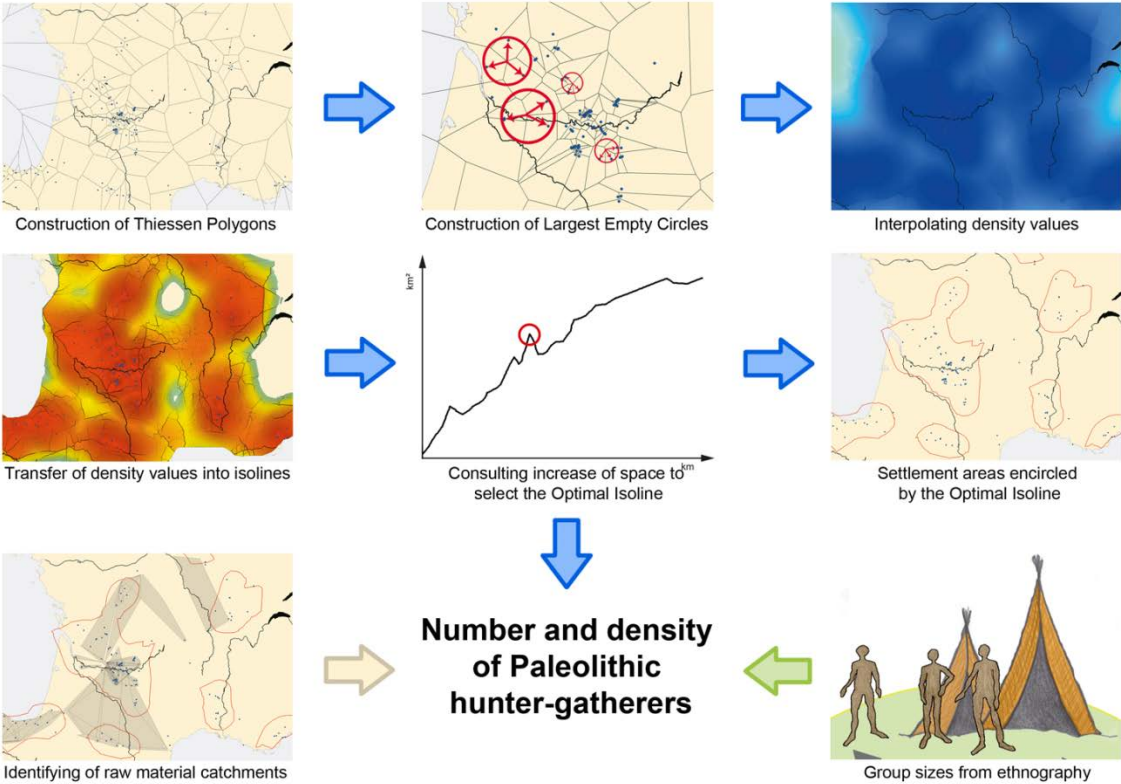 Construction of Thiessen Polygons
Construction of Largest Empty Circles
Interpolating density values
Transfer of density values into isolines
km²
km
Consulting increase of space to
select the Optimal Isoline
Settlement areas encircled
by the Optimal Isoline
Identifying of raw material catchments
Number and density
of Paleolithic
hunter-gatherers
Group sizes from ethnography